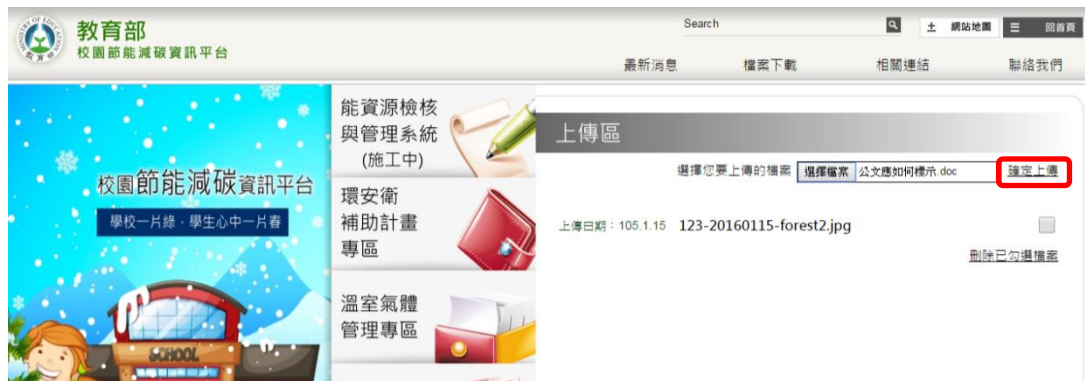 MINISTRY OF EDUCATION
教育部
校園節能減碳資訊平台
Search
網站地圖
回首頁
最新消息
檔案下載
相關連結
聯絡我們
校園節能減碳資訊平台
學校一片綠．學生心中一片春
SCHOOL
能資源檢核
與管理系統
(施工中)
環安衛
補助計畫
專區
溫室氣體
管理專區
上傳區
選擇您要上傳的檔案 選擇檔案 公文應如何標示.doc 確定上傳
上傳日期：105.1.15 123-20160115-forest2.jpg
刪除已勾選檔案